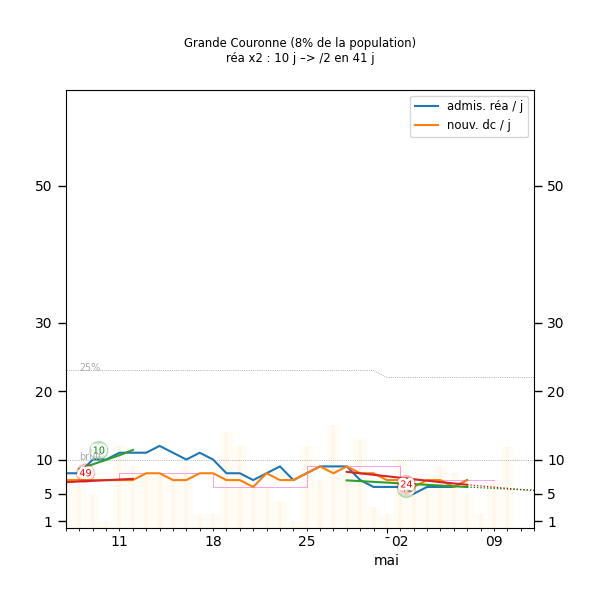 Grande Couronne (8% de la population)
réa x2 : 10 j –> /2 en 41 j
admis. réa / j
nouv. dc / j
50 50
30 30
25%
20 20
10
10 10
49
24
5 5
1 1
11 18 25 02 09
mai